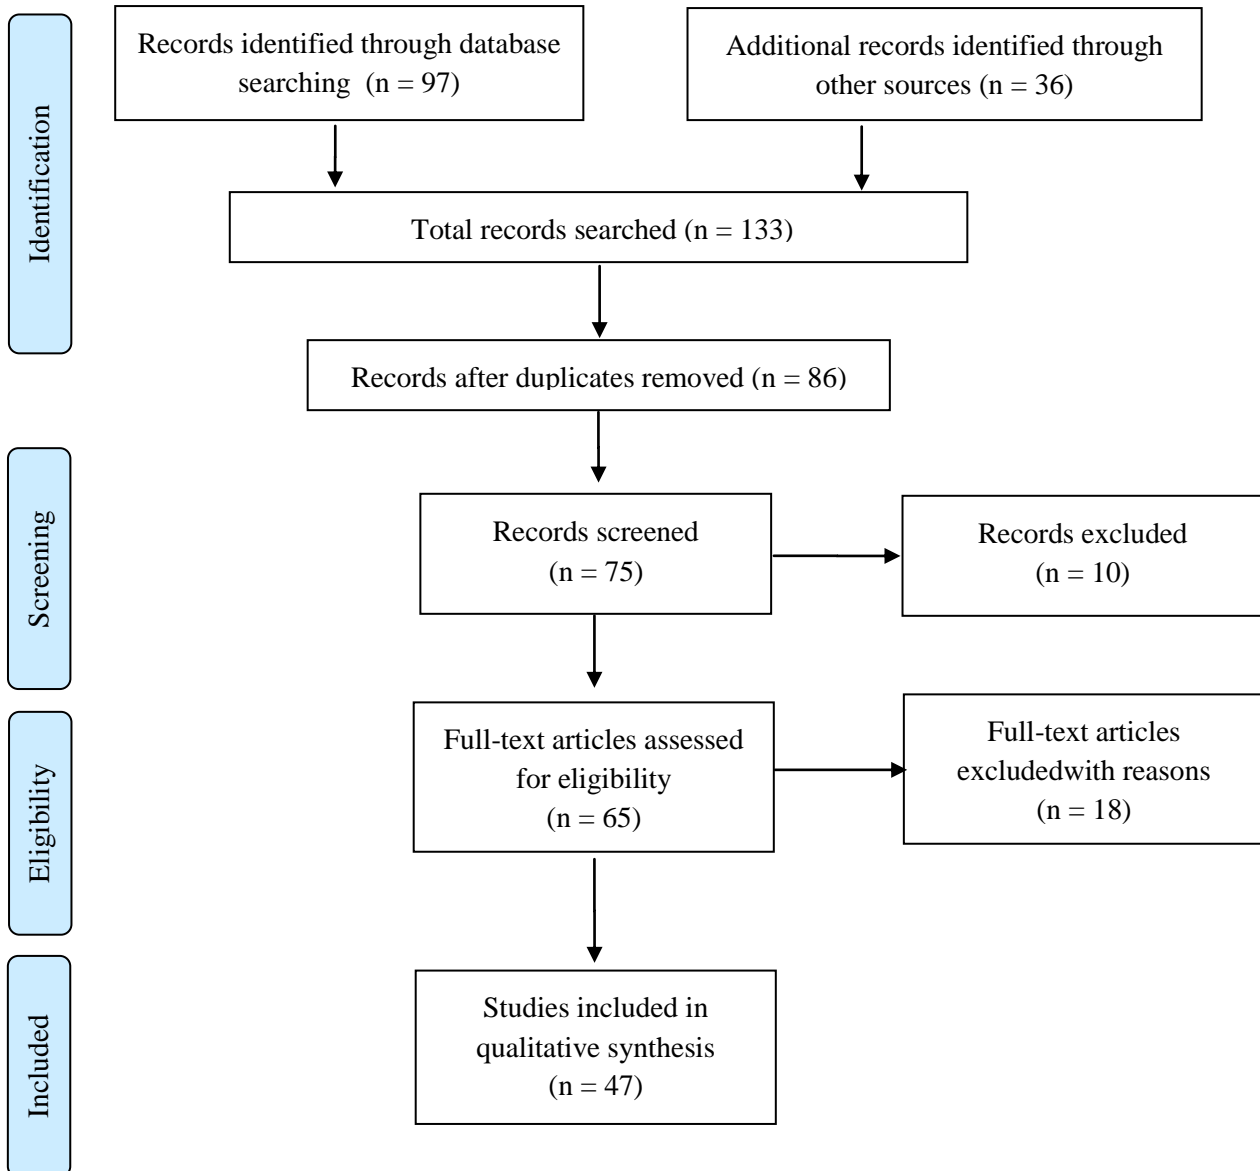 Identification
Records identified through database
searching (n = 97)
Additional records identified through
other sources (n = 36)
Total records searched (n = 133)
Records after duplicates removed (n = 86)
Screening
Records screened
(n = 75)
Records excluded
(n = 10)
Eligibility
Full-text articles assessed
for eligibility
(n = 65)
Full-text articles
excludedwith reasons
(n = 18)
Included
Studies included in
qualitative synthesis
(n = 47)